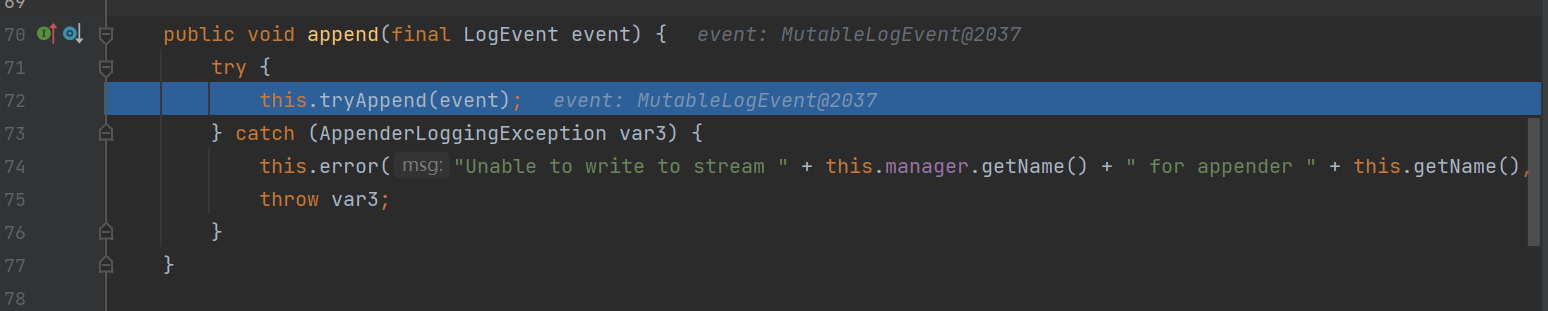 69
70 public void append(final LogEvent event) { event: MutableLogEvent@2037
71 try {
72 this.tryAppend(event); event: MutableLogEvent@2037
73 } catch (AppenderLoggingException var3) {
74 this.error( msg: "Unable to write to stream " + this.manager.getName() + " for appender " + this.getName(),
75 throw var3;
76 }
77 }
78